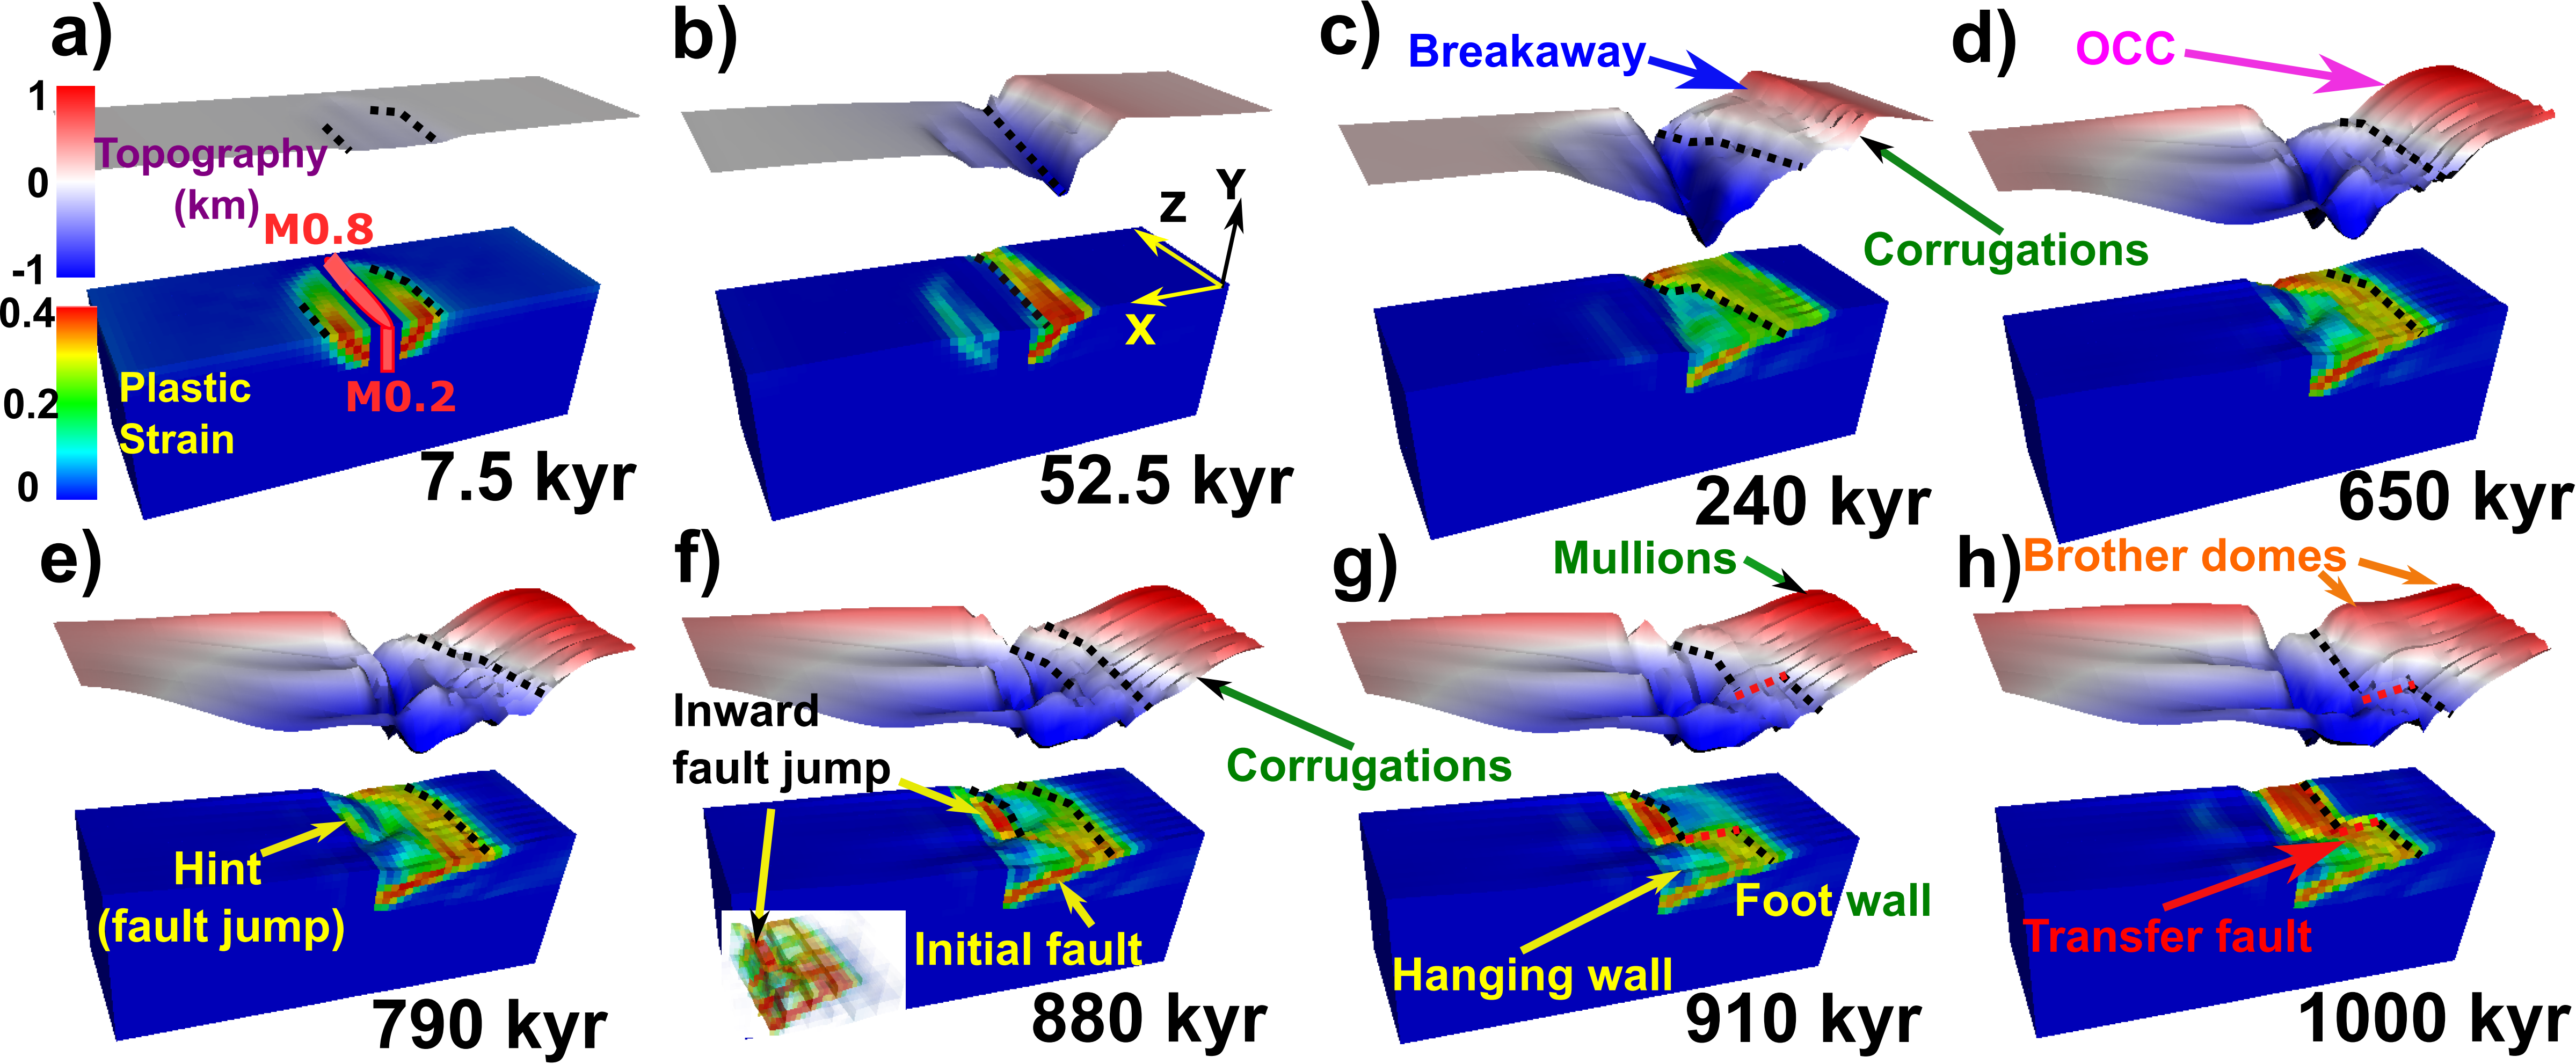 a)
1
0
-1
Topography
(km)
M0.8
M0.2
0.4
0.2
0
Plastic
Strain
7.5 kyr
b)
Z
Y
X
52.5 kyr
c)
Breakaway
Corrugations
240 kyr
d)
OCC
650 kyr
e)
Hint
(fault jump)
790 kyr
f)
Inward
fault jump
Corrugations
Initial fault
880 kyr
g)
Mullions
Foot wall
Hanging wall
910 kyr
h)
Brother domes
Transfer fault
1000 kyr